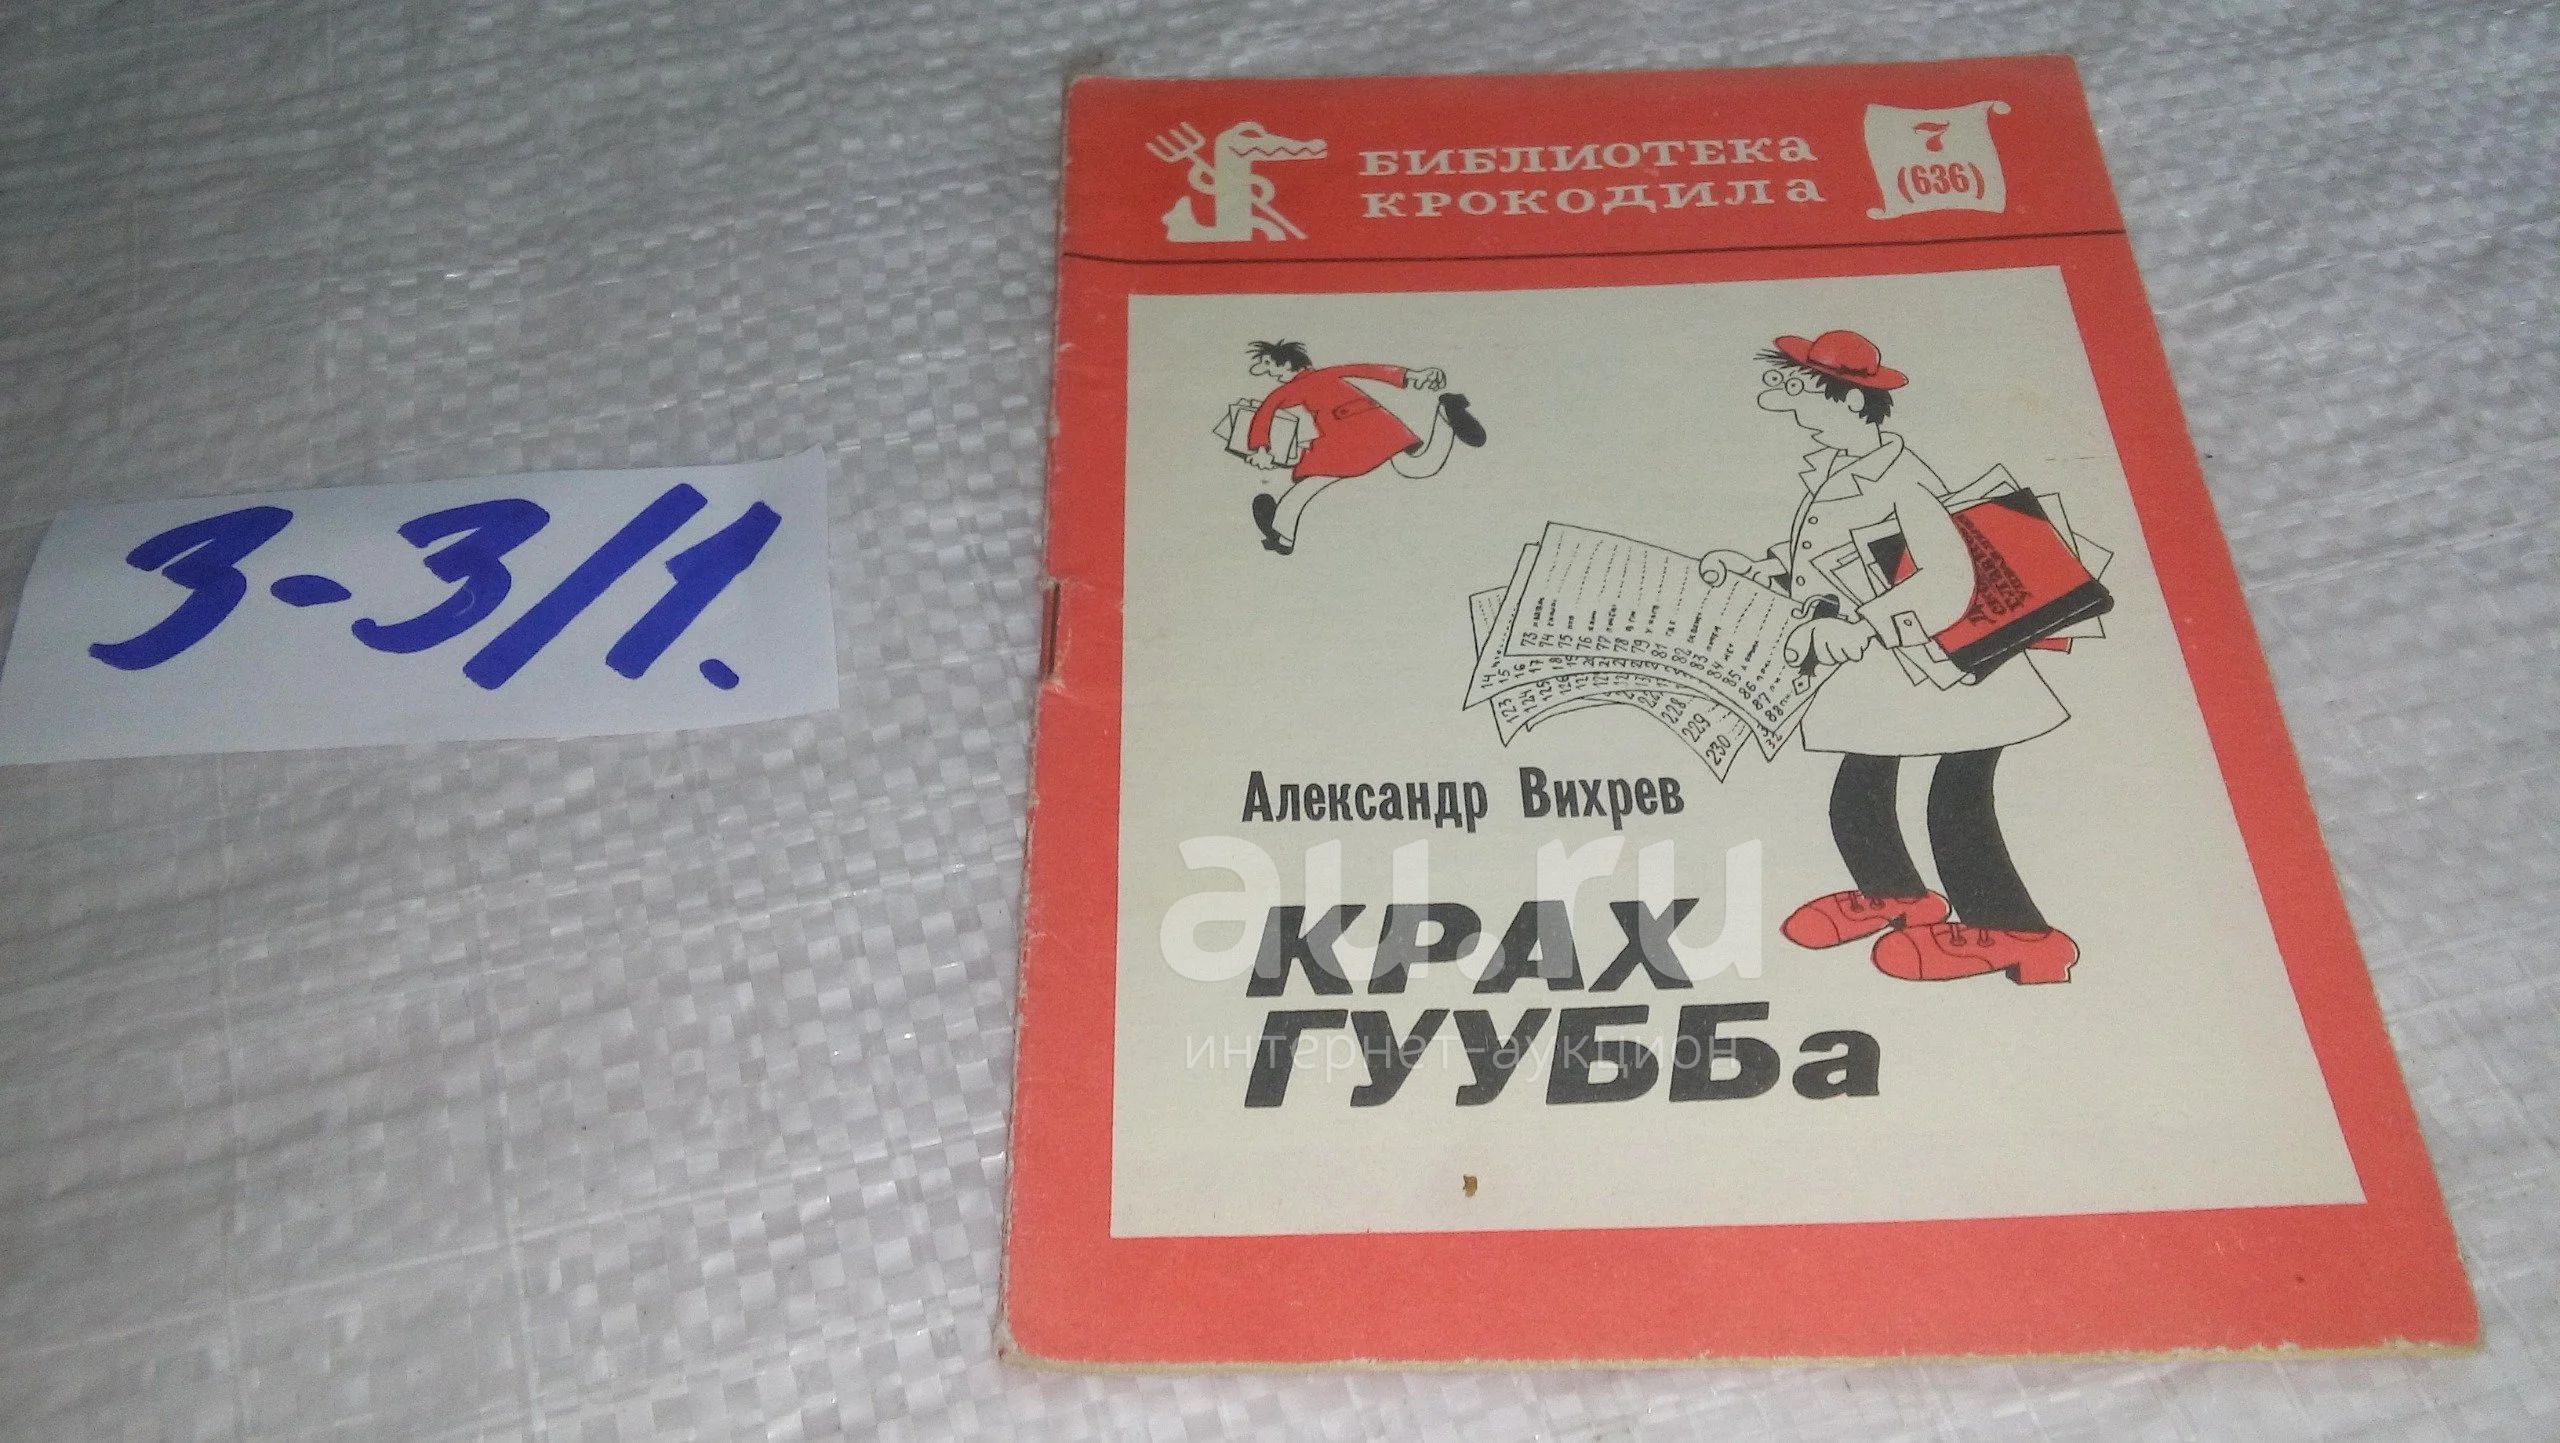 БИБЛИОТЕКА
КРОКОДИЛА
7
(636)
3-3/1.
Александр Вихрев
КРАХ
ГУУББа
au.ru
интернет-аукцион